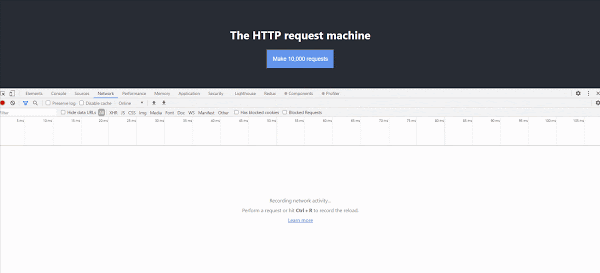 The HTTP request machine
Make 10,000 requests
Elements Console Sources Network Performance Memory Application Security Lighthouse Nodus Components Profiler
Preserve log Disable cache Online
Filter Hide data URLs All XHR JS CSS Img Media Font Doc WS Manifest Other Has blocked cookies Blocked Requests
5 ms 10 ms 15 ms 20 ms 25 ms 30 ms 35 ms 40 ms 45 ms 50 ms 55 ms 60 ms 65 ms 70 ms 75 ms 80 ms 85 ms 90 ms 95 ms 100 ms 105 ms
Recording network activity...
Perform a request or hit Ctrl + R to record the reload.
Learn more